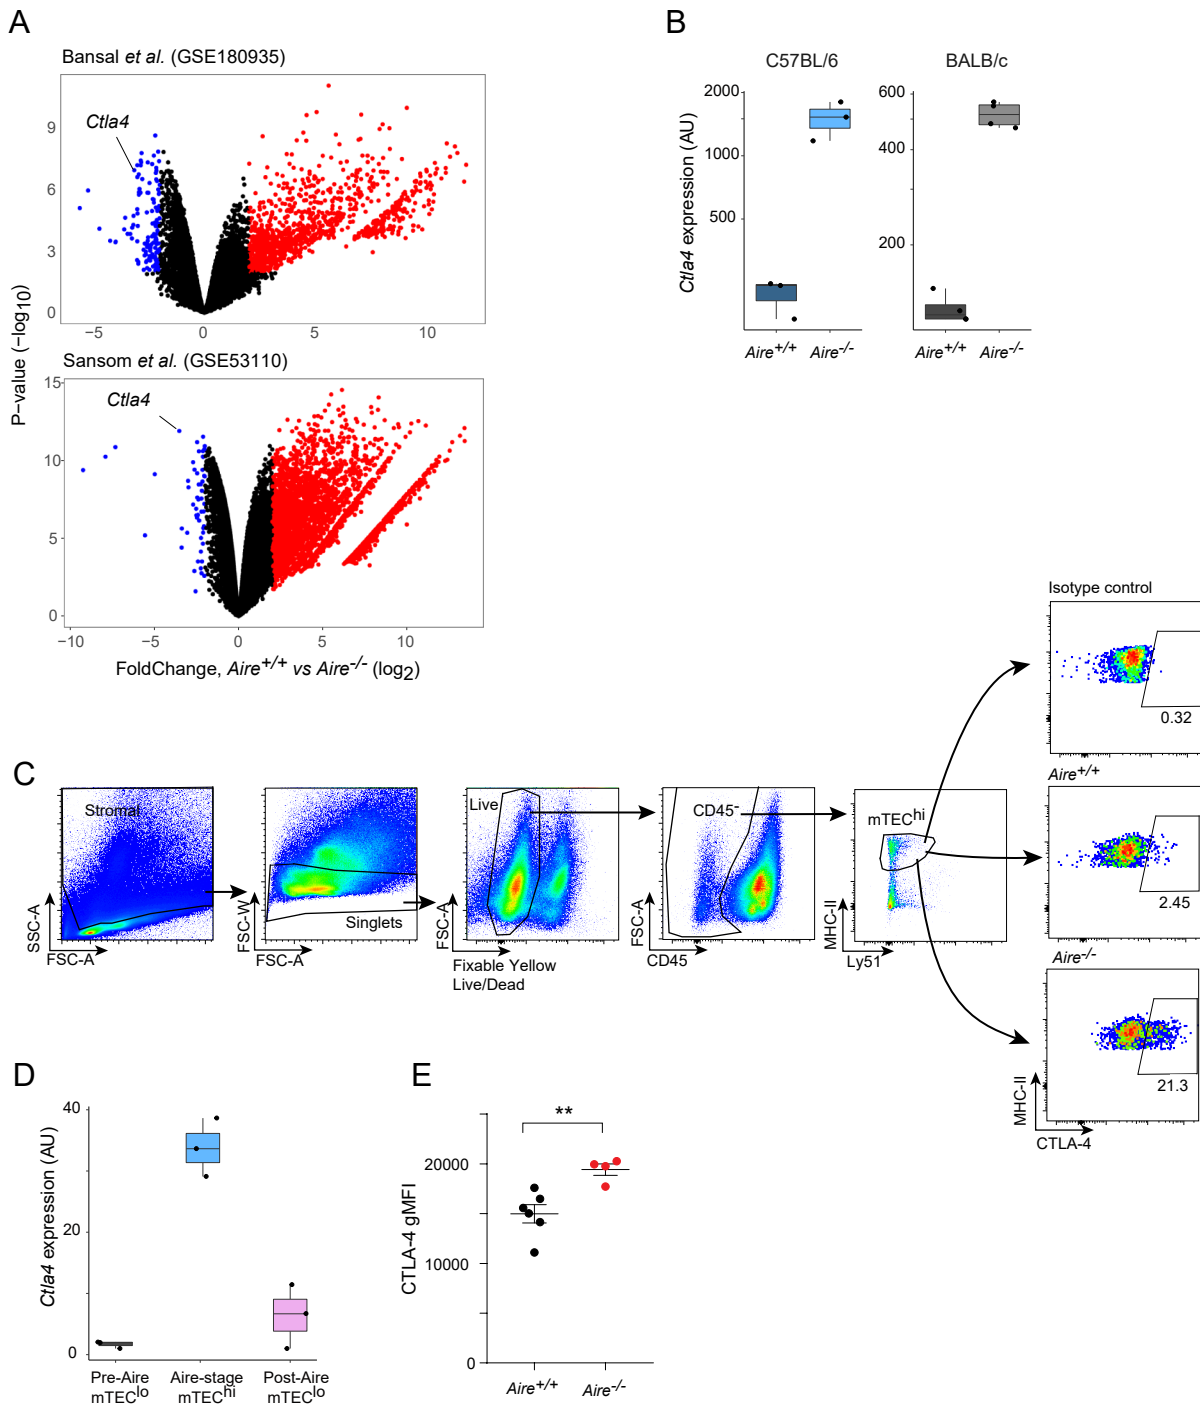 A
Bansal et al. (GSE180935)
Ctla4
9
6
3
0
−5
0
5
10
Sansom et al. (GSE53110)
Ctla4
15
10
5
0
−10
−5
0
5
10
P-value (−log10)
FoldChange, Aire+/+ vs Aire-/- (log2)
B
C57BL/6
BALB/c
2000
1000
500
600
400
200
Ctla4 expression (AU)
Aire+/+
Aire-/-
Aire+/+
Aire-/-
C
Stromal
SSC-A
FSC-A
Singlets
FSC-W
FSC-A
Live
FSC-A
Fixable Yellow
Live/Dead
CD45-
FSC-A
CD45
mTEChi
MHC-II
Ly51
Isotype control
0.32
Aire+/+
2.45
Aire-/-
21.3
MHC-II
CTLA-4
D
40
20
0
Ctla4 expression (AU)
Pre-Aire
mTEClo
Aire-stage
mTEChi
Post-Aire
mTEClo
E
**
20000
10000
0
CTLA-4 gMFI
Aire+/+
Aire-/-